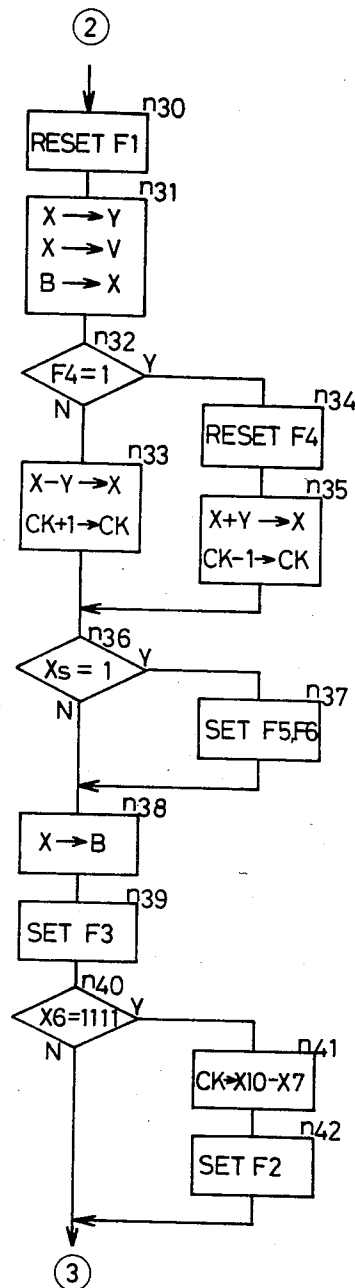 2
n30
RESET F1
n31
X → Y
X → V
B → X
n32
F4=1
Y
N
n33
X−Y → X
CK+1→CK
n34
RESET F4
n35
X+Y → X
CK−1→CK
n36
Xs = 1
Y
N
n37
SET F5,F6
n38
X → B
n39
SET F3
n40
X6=1111
Y
N
n41
CK→X10−X7
n42
SET F2
3